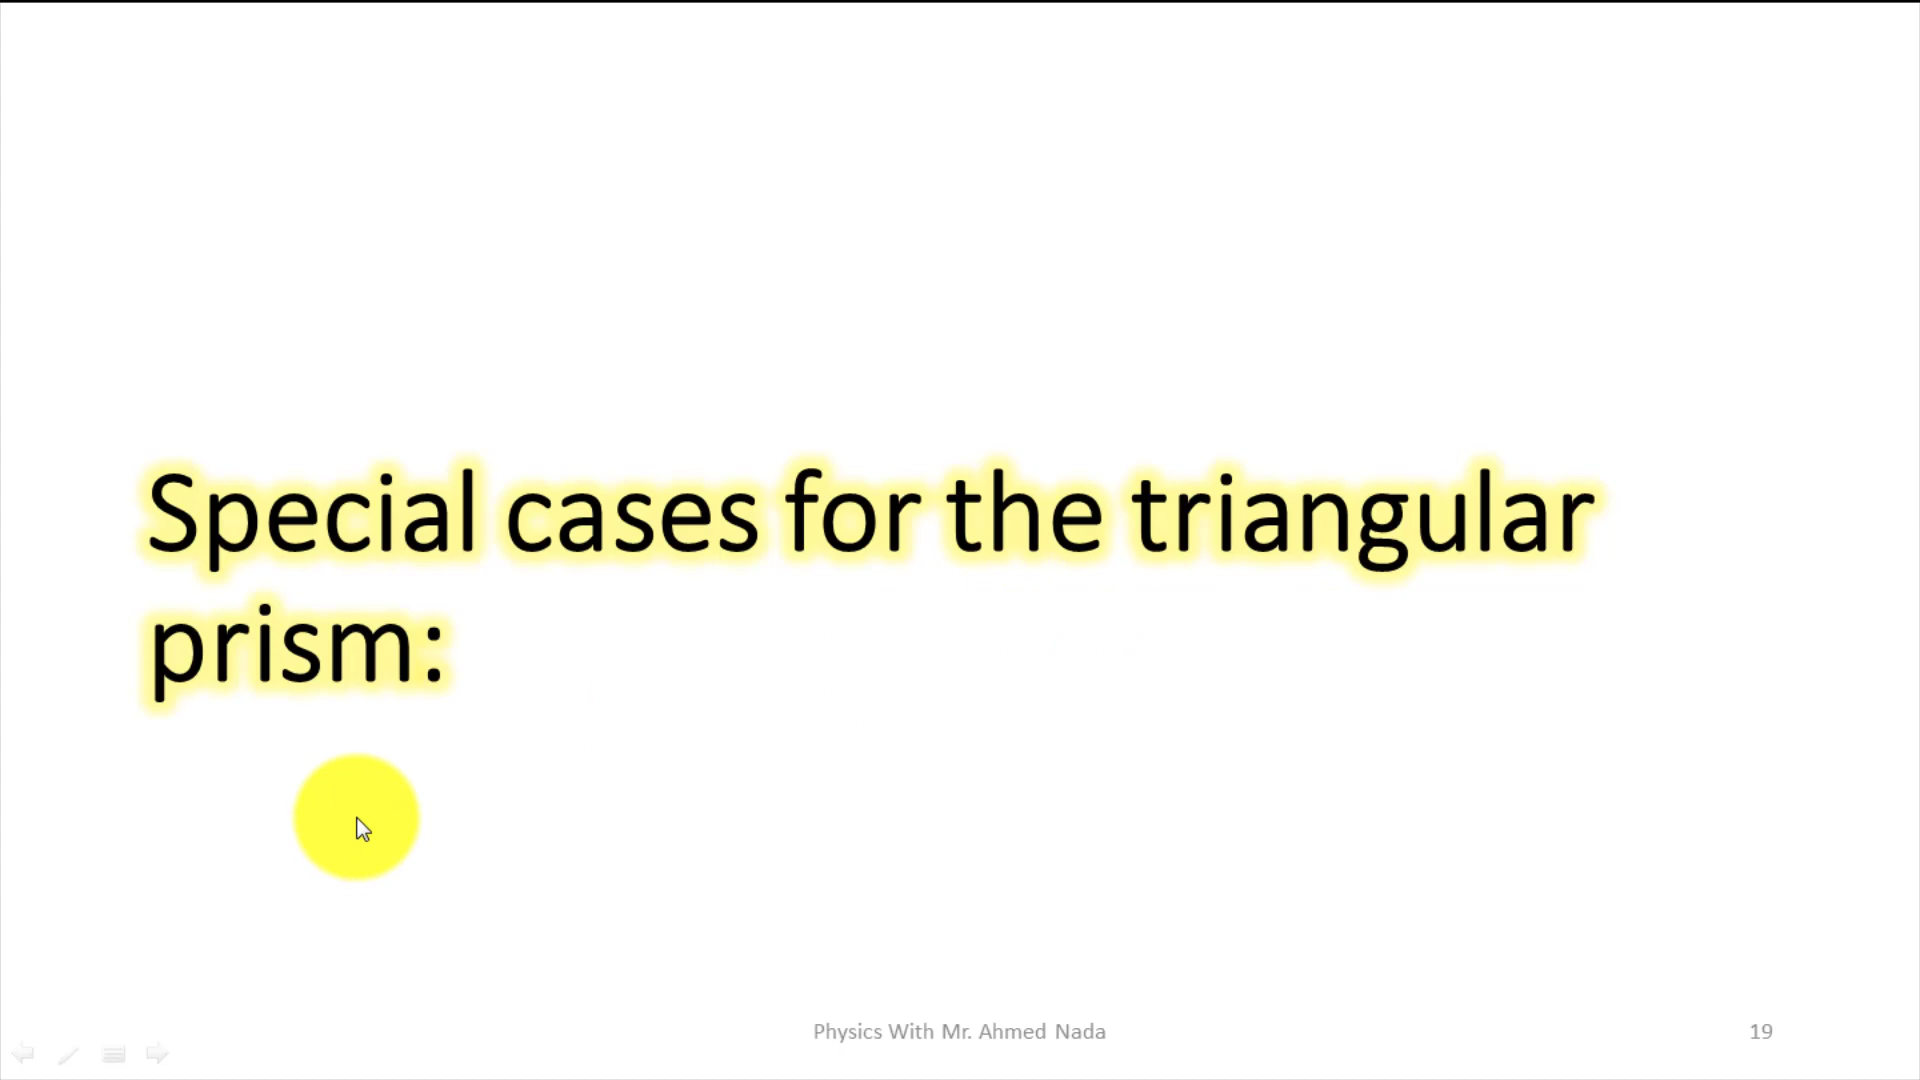 Special cases for the triangular
prism:
Physics With Mr. Ahmed Nada
19